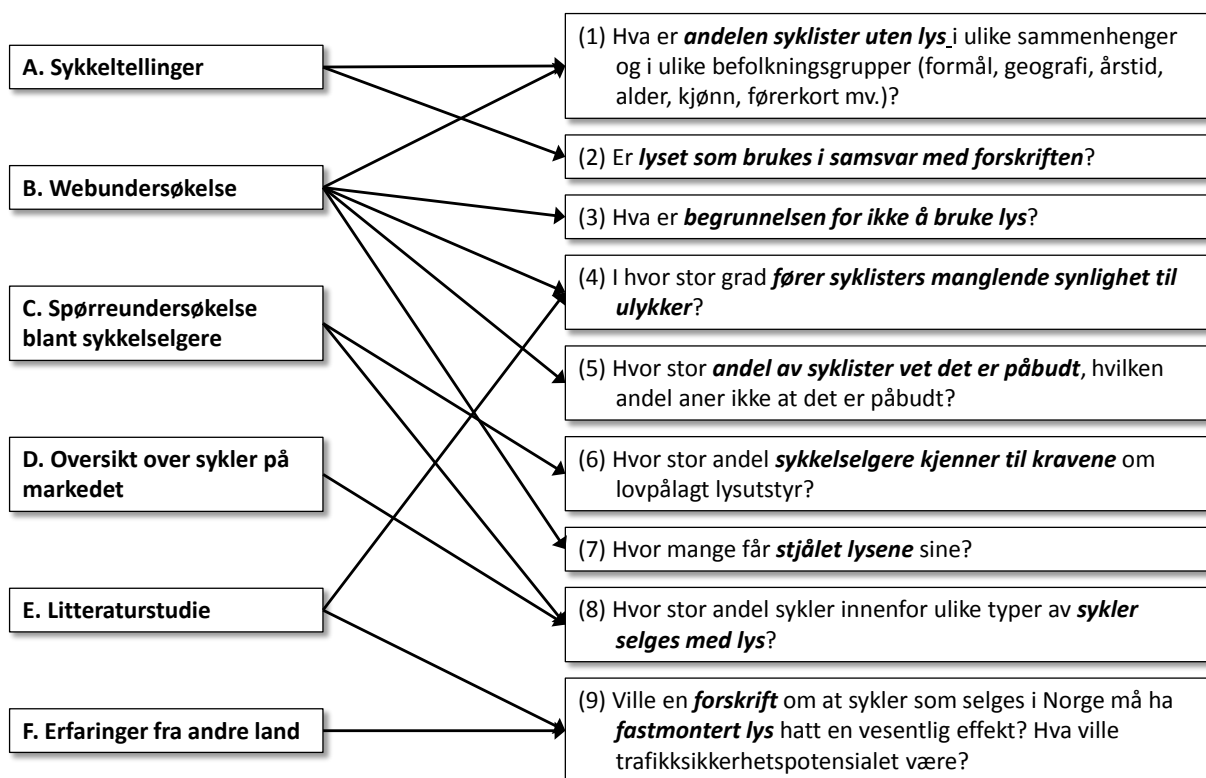 A. Sykkeltellinger
B. Webundersøkelse
C. Spørreundersøkelse
blant sykkelselgere
D. Oversikt over sykler på
markedet
E. Litteraturstudie
F. Erfaringer fra andre land
(1) Hva er andelen syklister uten lys i ulike sammenhenger
og i ulike befolkningsgrupper (formål, geografi, årstid,
alder, kjønn, førerkort mv.)?
(2) Er lyset som brukes i samsvar med forskriften?
(3) Hva er begrunnelsen for ikke å bruke lys?
(4) I hvor stor grad fører syklisters manglende synlighet til
ulykker?
(5) Hvor stor andel av syklister vet det er påbudt, hvilken
andel aner ikke at det er påbudt?
(6) Hvor stor andel sykkelselgere kjenner til kravene om
lovpålagt lysutstyr?
(7) Hvor mange får stjålet lysene sine?
(8) Hvor stor andel sykler innenfor ulike typer av sykler
selges med lys?
(9) Ville en forskrift om at sykler som selges i Norge må ha
fastmontert lys hatt en vesentlig effekt? Hva ville
trafikksikkerhetspotensialet være?